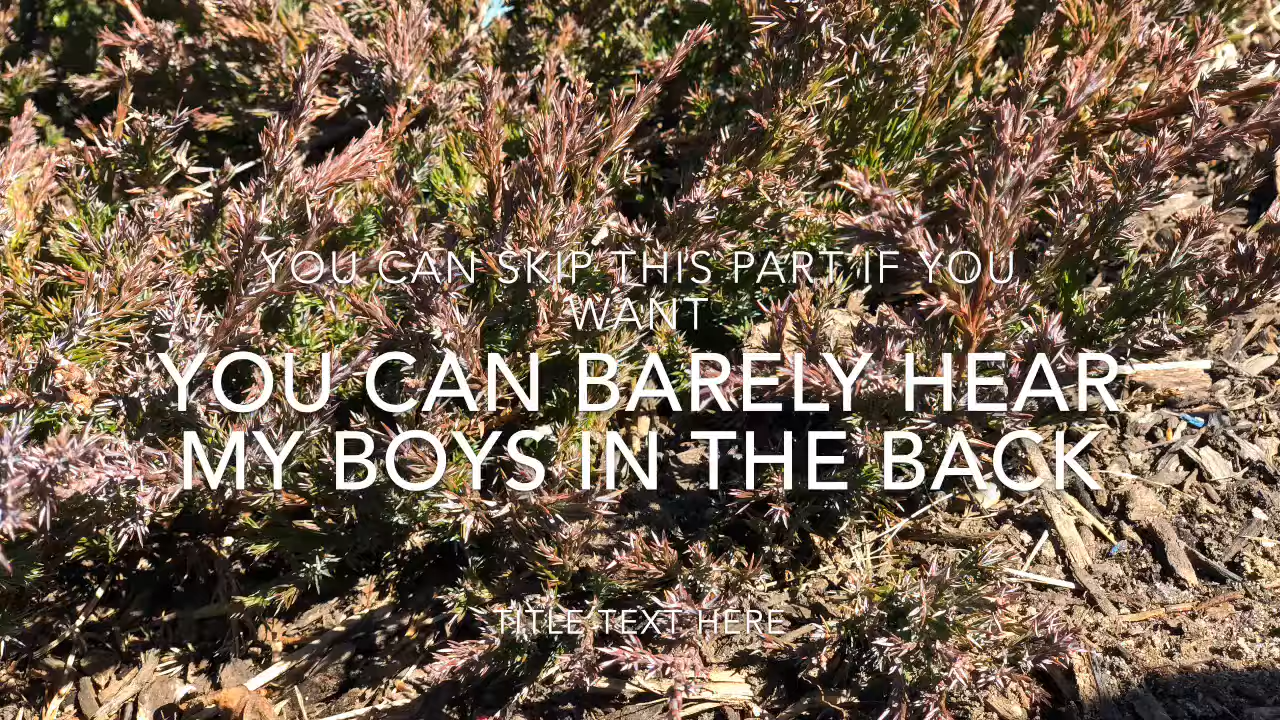 YOU CAN SKIP THIS PART IF YOU
WANT
YOU CAN BARELY HEAR
MY BOYS IN THE BACK
TITLE TEXT HERE